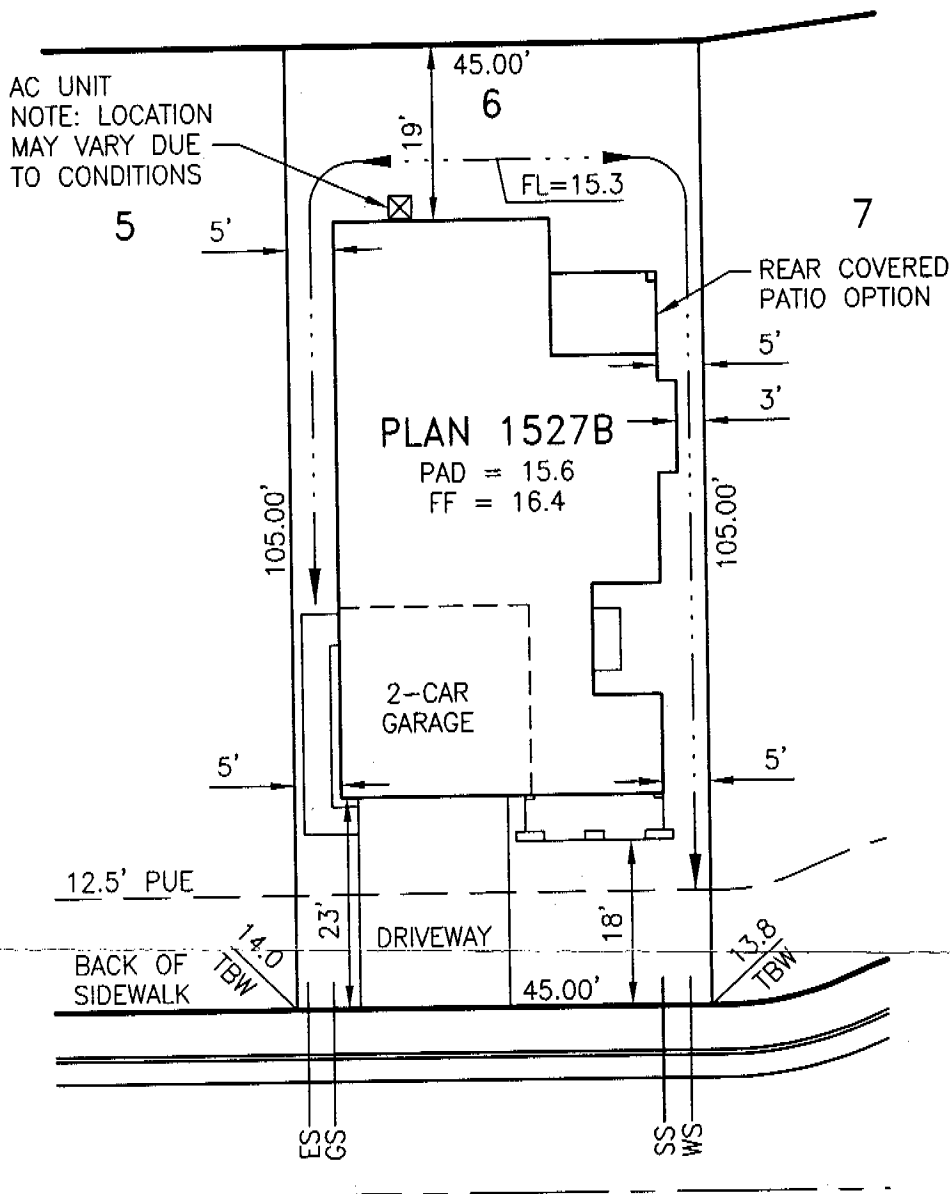 45.00'
AC UNIT
NOTE: LOCATION
MAY VARY DUE
TO CONDITIONS
6
19'
FL=15.3
5
7
5'
REAR COVERED
PATIO OPTION
5'
3'
PLAN 1527B
PAD = 15.6
FF = 16.4
105.00'
105.00'
2-CAR
GARAGE
5'
5'
12.5' PUE
23'
18'
DRIVEWAY
14.0
TBW
13.8
TBW
BACK OF
SIDEWALK
45.00'
ES
GS
SS
WS